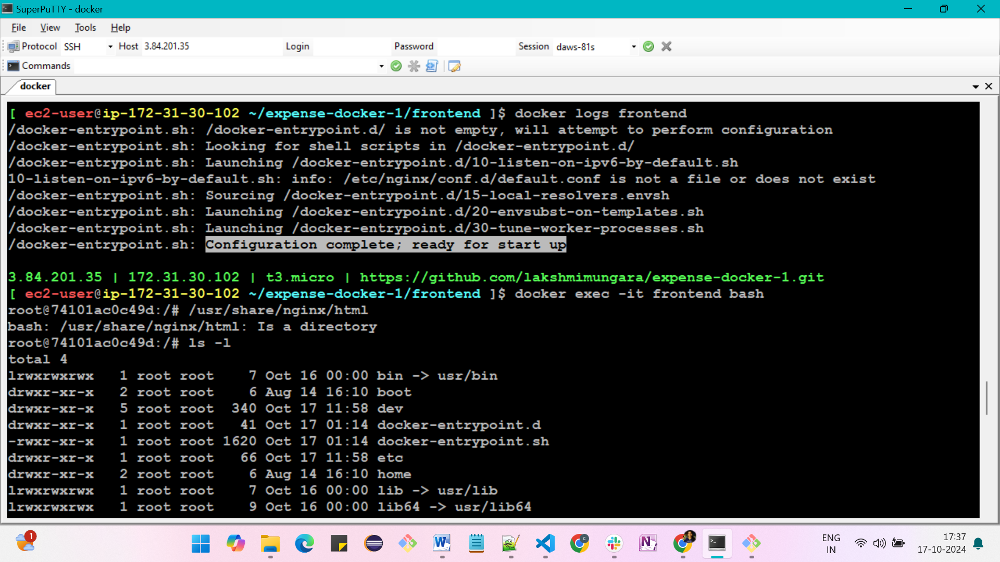 SuperPuTTY - docker
File View Tools Help
Protocol SSH Host 3.84.201.35 Login Password Session daws-81s
Commands
docker
[ ec2-user@ip-172-31-30-102 ~/expense-docker-1/frontend ]$ docker logs frontend
/docker-entrypoint.sh: /docker-entrypoint.d/ is not empty, will attempt to perform configuration
/docker-entrypoint.sh: Looking for shell scripts in /docker-entrypoint.d/
/docker-entrypoint.sh: Launching /docker-entrypoint.d/10-listen-on-ipv6-by-default.sh
10-listen-on-ipv6-by-default.sh: info: /etc/nginx/conf.d/default.conf is not a file or does not exist
/docker-entrypoint.sh: Sourcing /docker-entrypoint.d/15-local-resolvers.envsh
/docker-entrypoint.sh: Launching /docker-entrypoint.d/20-envsubst-on-templates.sh
/docker-entrypoint.sh: Launching /docker-entrypoint.d/30-tune-worker-processes.sh
/docker-entrypoint.sh: Configuration complete; ready for start up
3.84.201.35 | 172.31.30.102 | t3.micro | https://github.com/lakshmimungara/expense-docker-1.git
[ ec2-user@ip-172-31-30-102 ~/expense-docker-1/frontend ]$ docker exec -it frontend bash
root@74101ac0c49d:/# /usr/share/nginx/html
bash: /usr/share/nginx/html: Is a directory
root@74101ac0c49d:/# ls -l
total 4
lrwxrwxrwx   1 root root    7 Oct 16 00:00 bin -> usr/bin
drwxr-xr-x   2 root root    6 Aug 14 16:10 boot
drwxr-xr-x   5 root root  340 Oct 17 11:58 dev
drwxr-xr-x   1 root root   41 Oct 17 01:14 docker-entrypoint.d
-rwxr-xr-x   1 root root 1620 Oct 17 01:14 docker-entrypoint.sh
drwxr-xr-x   1 root root   66 Oct 17 11:58 etc
drwxr-xr-x   2 root root    6 Aug 14 16:10 home
lrwxrwxrwx   1 root root    7 Oct 16 00:00 lib -> usr/lib
lrwxrwxrwx   1 root root    9 Oct 16 00:00 lib64 -> usr/lib64
1
ENG
IN
17:37
17-10-2024